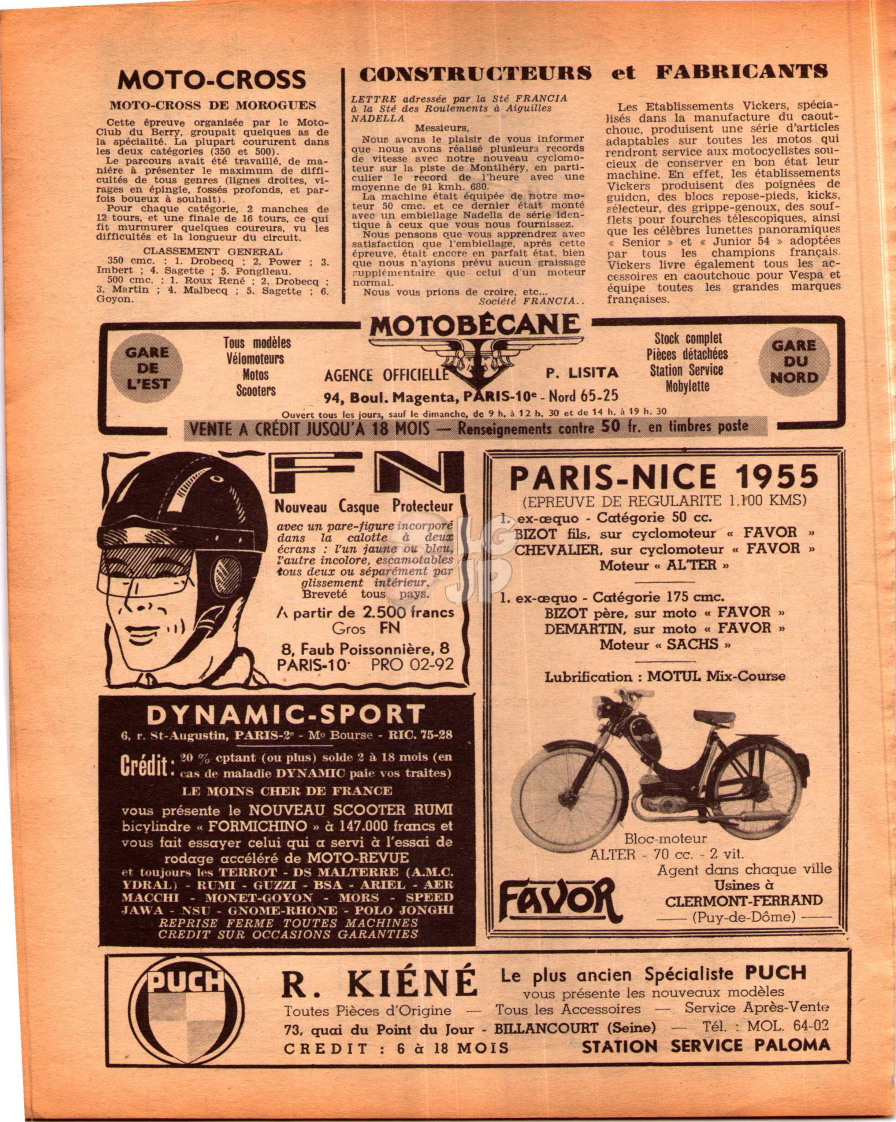 MOTO-CROSS
MOTO-CROSS DE MOROGUES
Cette épreuve organisée par le Moto-
Club du Berry, groupait quelques as de
la spécialité. La plupart coururent dans
les deux catégories (350 et 500).
Le parcours avait été travaillé, de ma-
nière à présenter le maximum de diffi-
cultés de tous genres (lignes droites, vi-
rages en épingle, fossés profonds, et par-
fois boueux à souhait).
Pour chaque catégorie, 2 manches de
12 tours, et une finale de 16 tours, ce qui
fit murmurer quelques coureurs, vu les
difficultés et la longueur du circuit.
CLASSEMENT GENERAL
350 cmc. : 1. Drobecq ; 2. Power ; 3.
Imbert ; 4. Sagette ; 5. Pongileau.
500 cmc. : 1. Roux René ; 2, Drobecq ;
3. Martin ; 4. Malbecq ; 5. Sagette ; 6.
Goyon.
CONSTRUCTEURS et FABRICANTS
LETTRE adressée par la Sté FRANCIA
à la Sté des Roulements à Aiguilles
NADELLA
Messieurs,
Nous avons le plaisir de vous informer
que nous avons réalisé plusieurs records
de vitesse avec notre nouveau cyclomo-
teur sur la piste de Montlhéry, en parti-
culier le record de l'heure avec une
moyenne de 91 kmh. 680.
La machine était équipée de notre mo-
teur 50 cmc. et ce dernier était monté
avec un embiellage Nadella de série iden-
tique à ceux que vous nous fournissez.
Nous pensons que vous apprendrez avec
satisfaction que l'embiellage, après cette
épreuve, était encore en parfait état, bien
que nous n'ayions prévu aucun graissage
supplémentaire que celui d'un moteur
normal.
Nous vous prions de croire, etc...
Société FRANCIA..
Les Etablissements Vickers, spécia-
lisés dans la manufacture du caout-
chouc, produisent une série d'articles
adaptables sur toutes les motos qui
rendront service aux motocyclistes sou-
cieux de conserver en bon état leur
machine. En effet, les établissements
Vickers produisent des poignées de
guidon, des blocs repose-pieds, kicks,
sélecteur, des grippe-genoux, des souf-
flets pour fourches télescopiques, ainsi
que les célèbres lunettes panoramiques
« Senior » et « Junior 54 » adoptées
par tous les champions français.
Vickers livre également tous les ac-
cessoires en caoutchouc pour Vespa et
équipe toutes les grandes marques
françaises.
MOTOBÉCANE
GARE
DE
L'EST
Tous modèles
Vélomoteurs
Motos
Scooters
AGENCE OFFICIELLE P. LISITA
94, Boul. Magenta, PARIS-10e - Nord 65-25
Stock complet
Pièces détachées
Station Service
Mobylette
GARE
DU
NORD
Ouvert tous les jours, sauf le dimanche, de 9 h. à 12 h. 30 et de 14 h. à 19 h. 30
VENTE A CRÉDIT JUSQU'A 18 MOIS — Renseignements contre 50 fr. en timbres poste
FN
Nouveau Casque Protecteur
avec un pare-figure incorporé
dans la calotte à deux
écrans : l'un jaune ou bleu,
l'autre incolore, escamotables
tous deux ou séparément par
glissement intérieur.
Breveté tous pays.
A partir de 2.500 francs
Gros FN
8, Faub Poissonnière, 8
PARIS-10e PRO 02-92
LGJP
DYNAMIC-SPORT
6, r. St-Augustin, PARIS-2e - Mo Bourse - RIC. 75-28
Crédit : 20 % cptant (ou plus) solde 2 à 18 mois (en
cas de maladie DYNAMIC paie vos traites)
LE MOINS CHER DE FRANCE
vous présente le NOUVEAU SCOOTER RUMI
bicylindre « FORMICHINO » à 147.000 francs et
vous fait essayer celui qui a servi à l'essai de
rodage accéléré de MOTO-REVUE
et toujours les TERROT - DS MALTERRE (A.M.C.
YDRAL) - RUMI - GUZZI - BSA - ARIEL - AER
MACCHI - MONET-GOYON - MORS - SPEED
JAWA - NSU - GNOME-RHONE - POLO JONGHI
REPRISE FERME TOUTES MACHINES
CREDIT SUR OCCASIONS GARANTIES
PARIS-NICE 1955
(EPREUVE DE REGULARITE 1.100 KMS)
1. ex-æquo - Catégorie 50 cc.
BIZOT fils, sur cyclomoteur « FAVOR »
CHEVALIER, sur cyclomoteur « FAVOR »
Moteur « ALTER »
1. ex-æquo - Catégorie 175 cmc.
BIZOT père, sur moto « FAVOR »
DEMARTIN, sur moto « FAVOR »
Moteur « SACHS »
Lubrification : MOTUL Mix-Course
Bloc-moteur
ALTER - 70 cc. - 2 vit.
Agent dans chaque ville
Usines à
CLERMONT-FERRAND
(Puy-de-Dôme)
FAVOR
PUCH
R. KIÉNÉ Le plus ancien Spécialiste PUCH
vous présente les nouveaux modèles
Toutes Pièces d'Origine — Tous les Accessoires — Service Après-Vente
73, quai du Point du Jour - BILLANCOURT (Seine) — Tél. : MOL. 64-02
CREDIT : 6 à 18 MOIS STATION SERVICE PALOMA